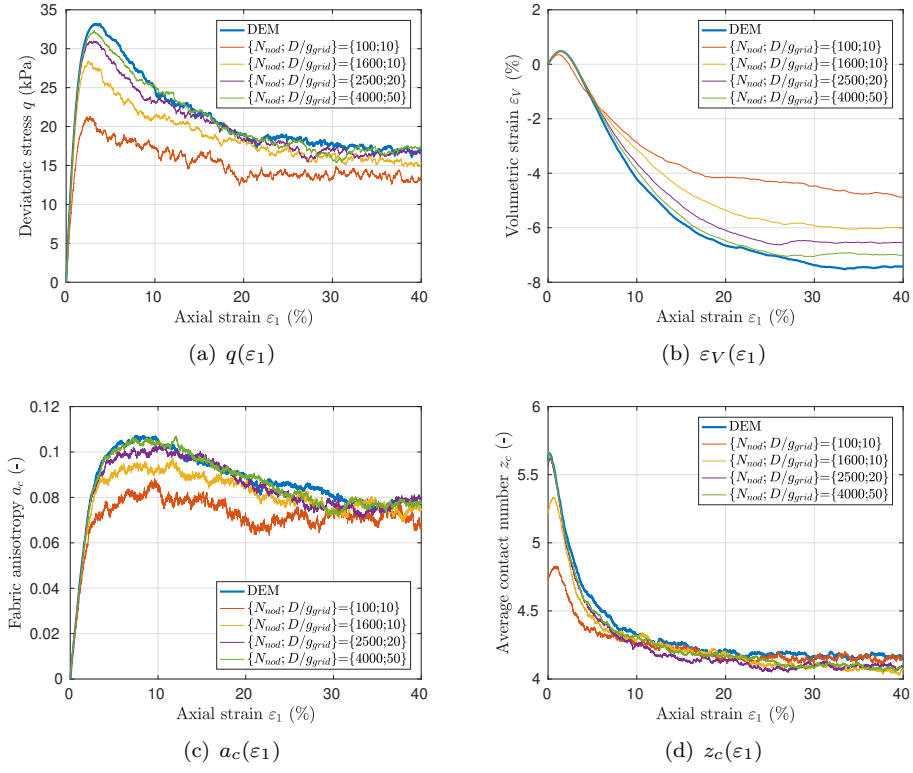 35
30
25
20
15
10
5
0
Deviatoric stress q (kPa)
DEM
{N_nod; D/g_grid}={100;10}
{N_nod; D/g_grid}={1600;10}
{N_nod; D/g_grid}={2500;20}
{N_nod; D/g_grid}={4000;50}
0 10 20 30 40
Axial strain ε₁ (%)
(a) q(ε₁)
2
0
-2
-4
-6
-8
Volumetric strain ε_V (%)
DEM
{N_nod; D/g_grid}={100;10}
{N_nod; D/g_grid}={1600;10}
{N_nod; D/g_grid}={2500;20}
{N_nod; D/g_grid}={4000;50}
0 10 20 30 40
Axial strain ε₁ (%)
(b) ε_V(ε₁)
0.12
0.1
0.08
0.06
0.04
0.02
0
Fabric anisotropy a_c (-)
DEM
{N_nod; D/g_grid}={100;10}
{N_nod; D/g_grid}={1600;10}
{N_nod; D/g_grid}={2500;20}
{N_nod; D/g_grid}={4000;50}
0 10 20 30 40
Axial strain ε₁ (%)
(c) a_c(ε₁)
6
5.5
5
4.5
4
Average contact number z_c (-)
DEM
{N_nod; D/g_grid}={100;10}
{N_nod; D/g_grid}={1600;10}
{N_nod; D/g_grid}={2500;20}
{N_nod; D/g_grid}={4000;50}
0 10 20 30 40
Axial strain ε₁ (%)
(d) z_c(ε₁)